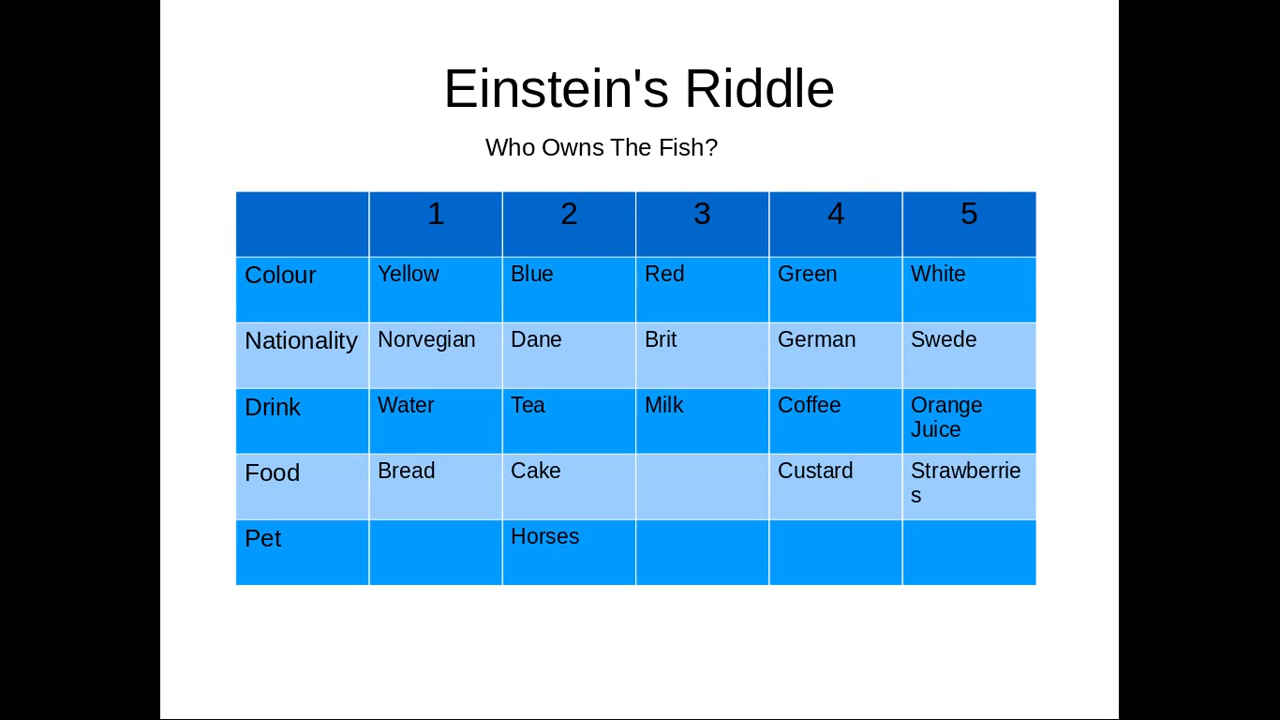 Einstein's Riddle
Who Owns The Fish?
1 2 3 4 5
Colour Yellow Blue Red Green White
Nationality Norvegian Dane Brit German Swede
Drink Water Tea Milk Coffee Orange
Juice
Food Bread Cake Custard Strawberrie
s
Pet Horses